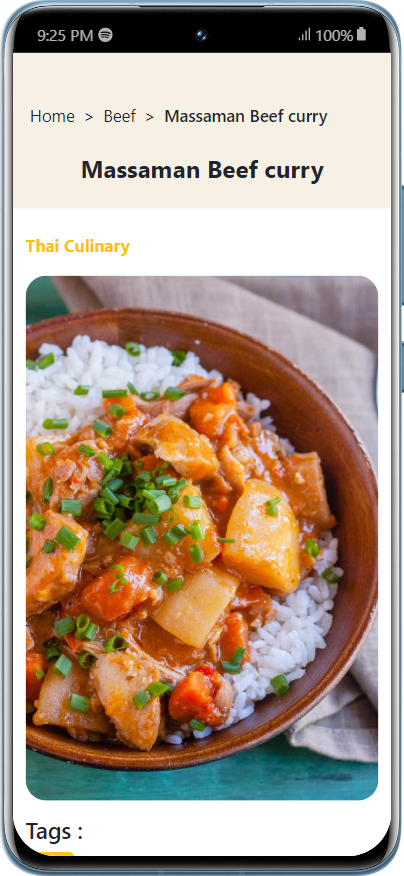 9:25 PM 100%
Home > Beef > Massaman Beef curry
Massaman Beef curry
Thai Culinary
Tags :